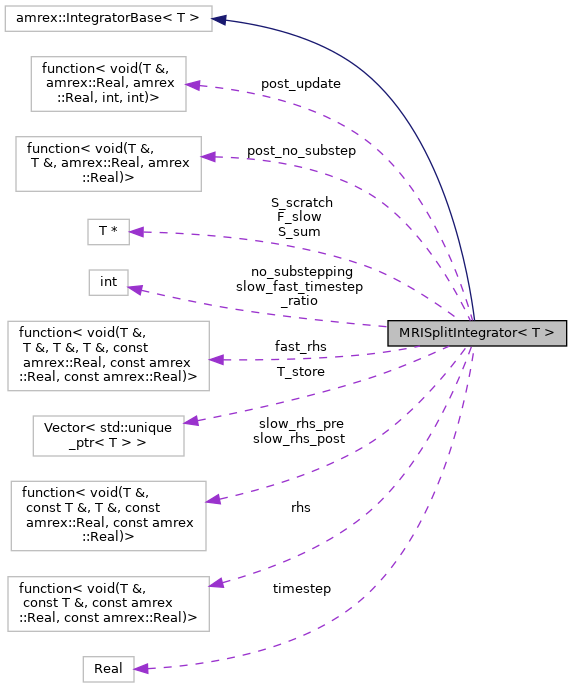 amrex::IntegratorBase< T >
function< void(T &,
amrex::Real, amrex
::Real, int, int)>
post_update
function< void(T &,
T &, amrex::Real, amrex
::Real)>
post_no_substep
T *
S_scratch
F_slow
S_sum
int
no_substepping
slow_fast_timestep
_ratio
MRISplitIntegrator< T >
function< void(T &,
T &, T &, T &, const
amrex::Real, const amrex
::Real, const amrex::Real)>
fast_rhs
T_store
Vector< std::unique
_ptr< T > >
slow_rhs_pre
slow_rhs_post
function< void(T &,
const T &, T &, const
amrex::Real, const amrex
::Real)>
rhs
function< void(T &,
const T &, const amrex
::Real, const amrex::Real)>
timestep
Real